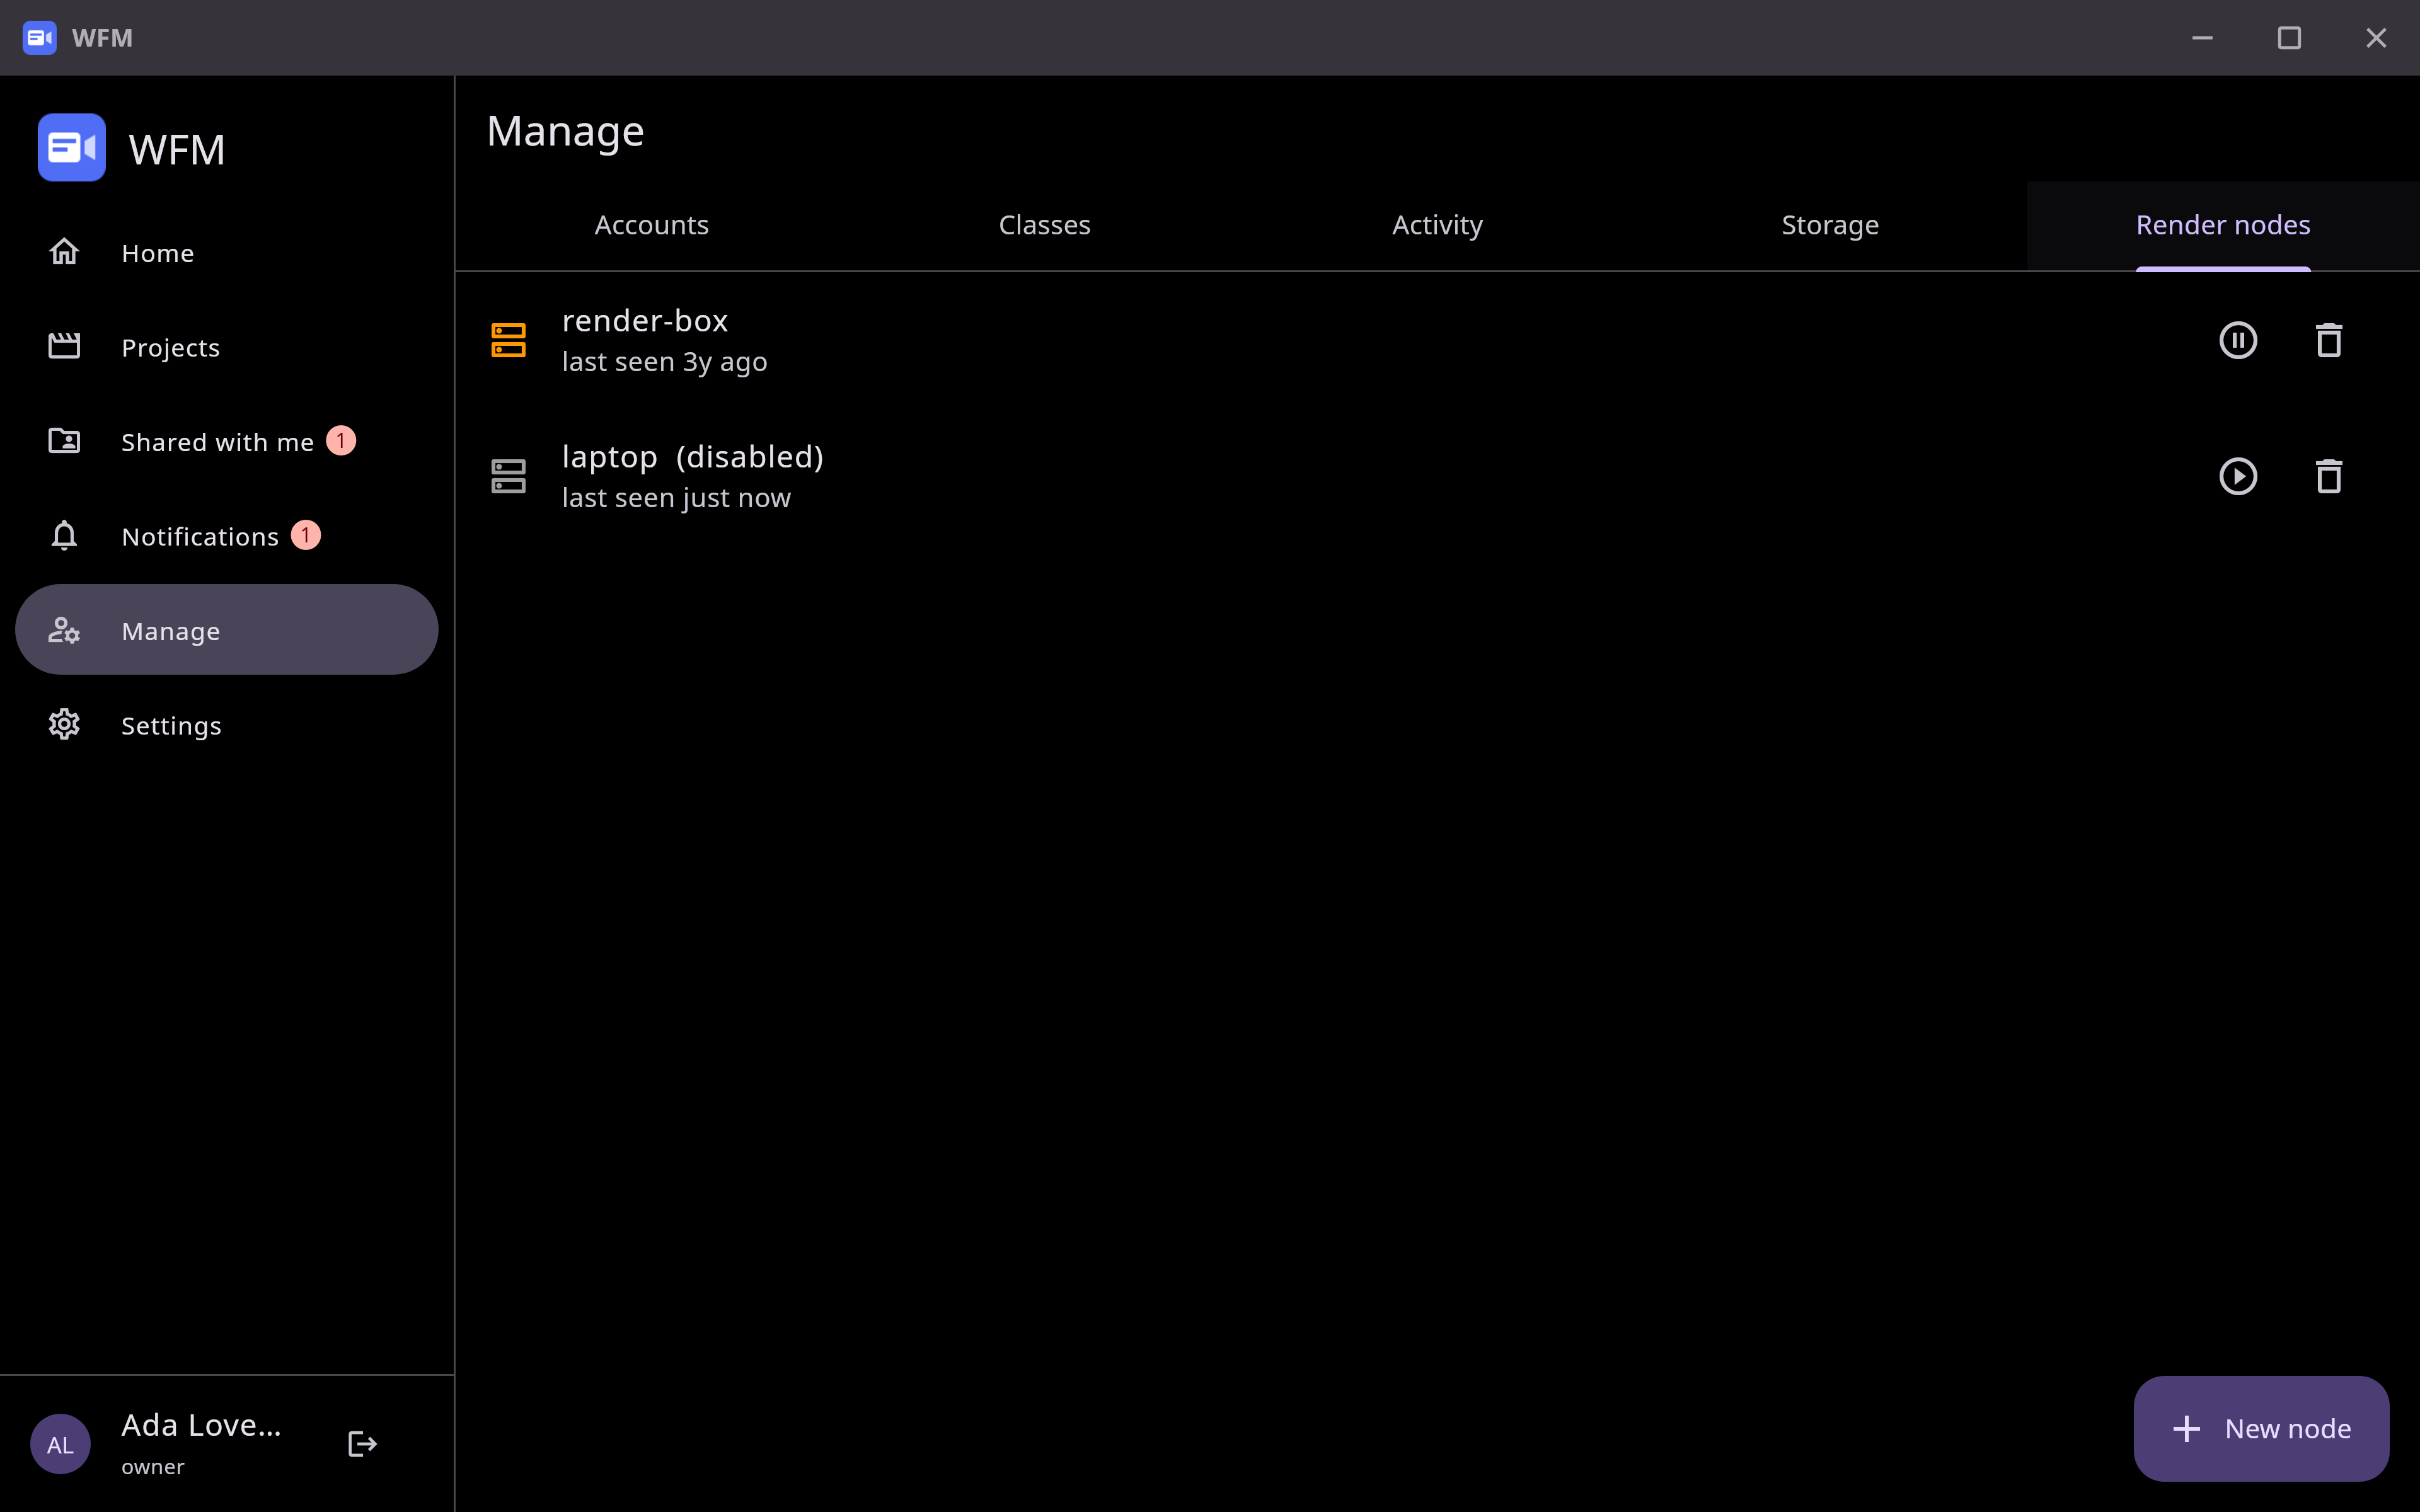 WFM
WFM
Home
Projects
Shared with me 1
Notifications 1
Manage
Settings
AL
Ada Love…
owner
Manage
Accounts
Classes
Activity
Storage
Render nodes
render-box
last seen 3y ago
laptop (disabled)
last seen just now
New node